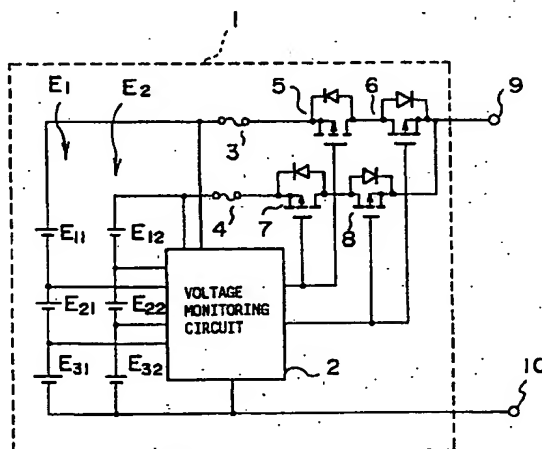 1
E1
E2
5
6
9
3
4
7
8
E11
E12
E21
E22
E31
E32
VOLTAGE
MONITORING
CIRCUIT
2
10